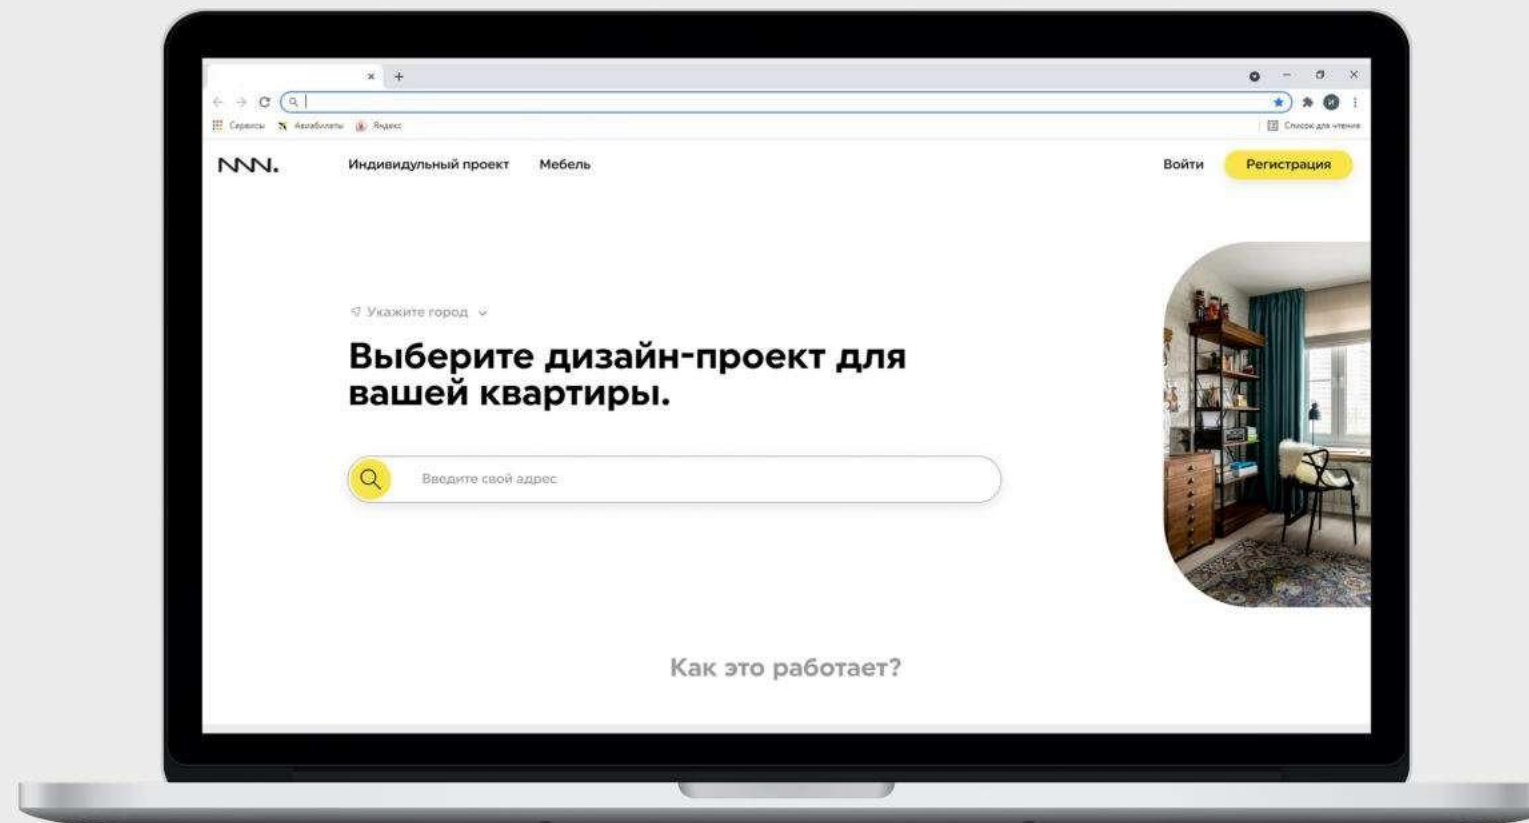 Сервисы Авиабилеты Яндекс Список для чтения
NNN. Индивидульный проект Мебель Войти Регистрация
Укажите город
Выберите дизайн-проект для
вашей квартиры.
Введите свой адрес
Как это работает?